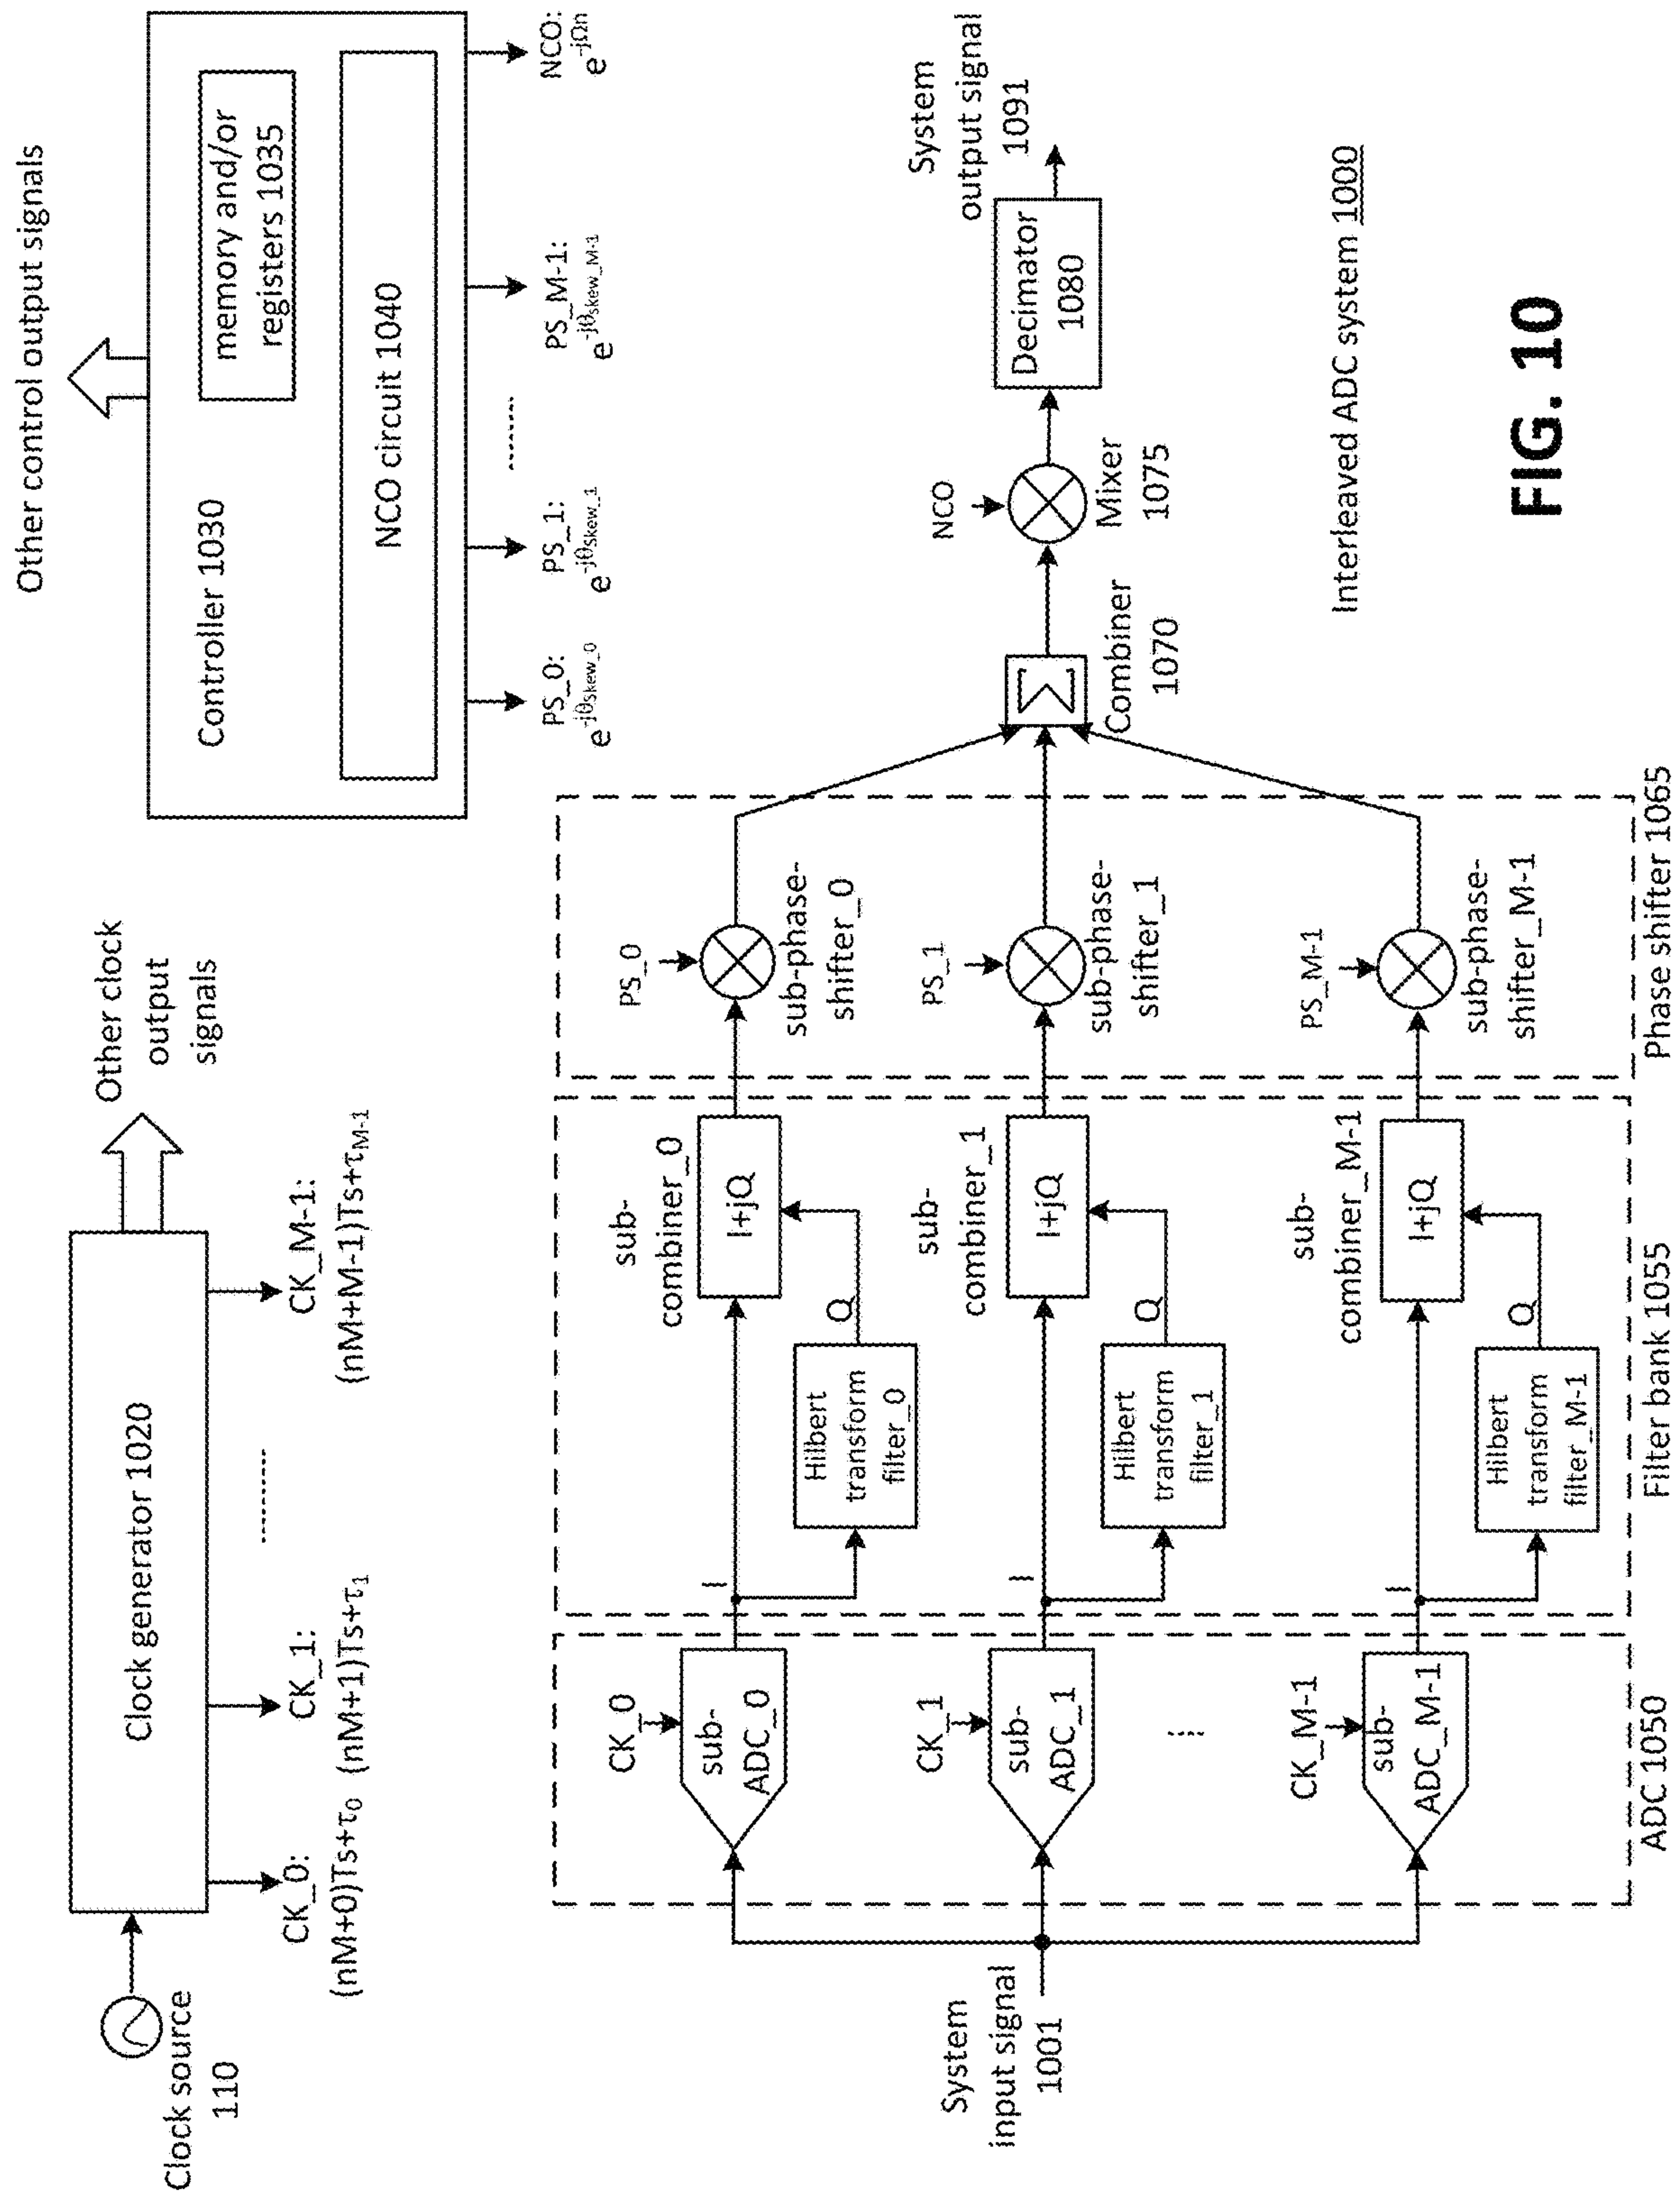 Clock source
110
Clock generator 1020
Other clock
output
signals
CK_0:
(nM+0)Ts+τ0
CK_1:
(nM+1)Ts+τ1
........
CK_M-1:
(nM+M-1)Ts+τM-1
Other control output signals
Controller 1030
memory and/or
registers 1035
NCO circuit 1040
PS_0:
e-jθSkew_0
PS_1:
e-jθSkew_1
........
PS_M-1:
e-jθSkew_M-1
NCO:
e-jΩn
System
input signal
1001
CK_0
sub-
ADC_0
CK_1
sub-
ADC_1
....
CK_M-1
sub-
ADC_M-1
ADC 1050
I
Hilbert
transform
filter_0
Q
sub-
combiner_0
I+jQ
I
Hilbert
transform
filter_1
Q
sub-
combiner_1
I+jQ
I
Hilbert
transform
filter_M-1
Q
sub-
combiner_M-1
I+jQ
Filter bank 1055
PS_0
sub-phase-
shifter_0
PS_1
sub-phase-
shifter_1
PS_M-1
sub-phase-
shifter_M-1
Phase shifter 1065
Σ
Combiner
1070
NCO
Mixer
1075
Decimator
1080
System
output signal
1091
Interleaved ADC system 1000
FIG. 10